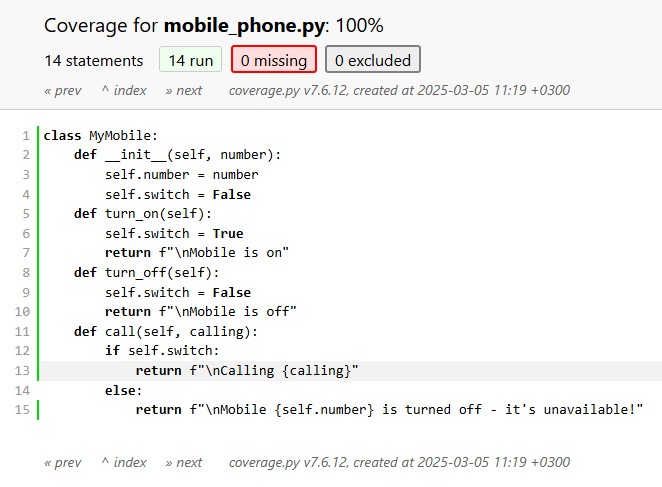 Coverage for mobile_phone.py: 100%
14 statements 14 run 0 missing 0 excluded
« prev ^ index » next coverage.py v7.6.12, created at 2025-03-05 11:19 +0300
1 class MyMobile:
2     def __init__(self, number):
3         self.number = number
4         self.switch = False
5     def turn_on(self):
6         self.switch = True
7         return f"\nMobile is on"
8     def turn_off(self):
9         self.switch = False
10         return f"\nMobile is off"
11     def call(self, calling):
12         if self.switch:
13             return f"\nCalling {calling}"
14         else:
15             return f"\nMobile {self.number} is turned off - it's unavailable!"
« prev ^ index » next coverage.py v7.6.12, created at 2025-03-05 11:19 +0300